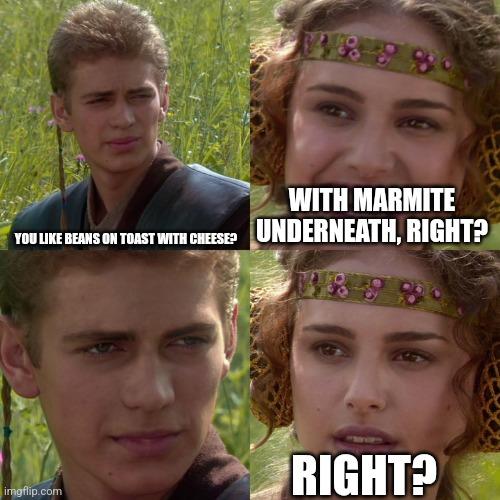 YOU LIKE BEANS ON TOAST WITH CHEESE?
WITH MARMITE
UNDERNEATH, RIGHT?
RIGHT?
imgflip.com